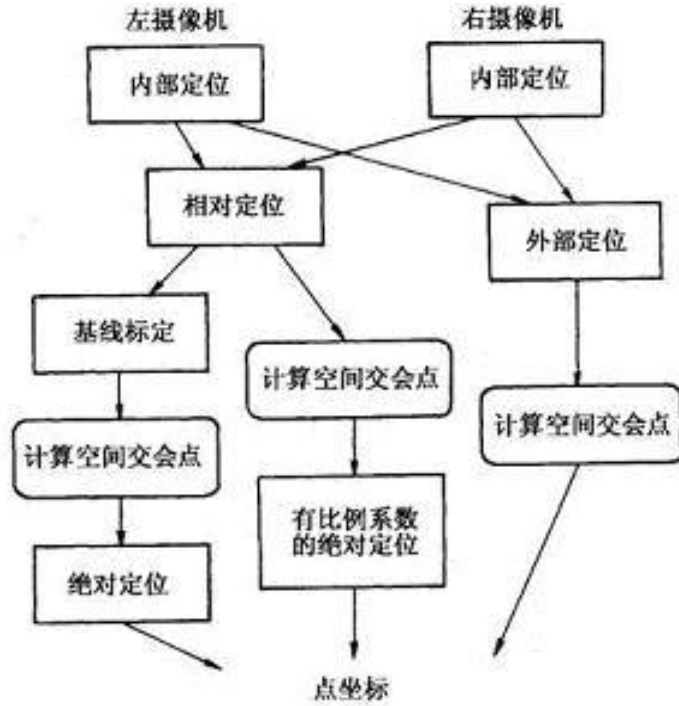 左摄像机
右摄像机
内部定位
内部定位
相对定位
外部定位
基线标定
计算空间交会点
计算空间交会点
计算空间交会点
有比例系数
的绝对定位
绝对定位
点坐标